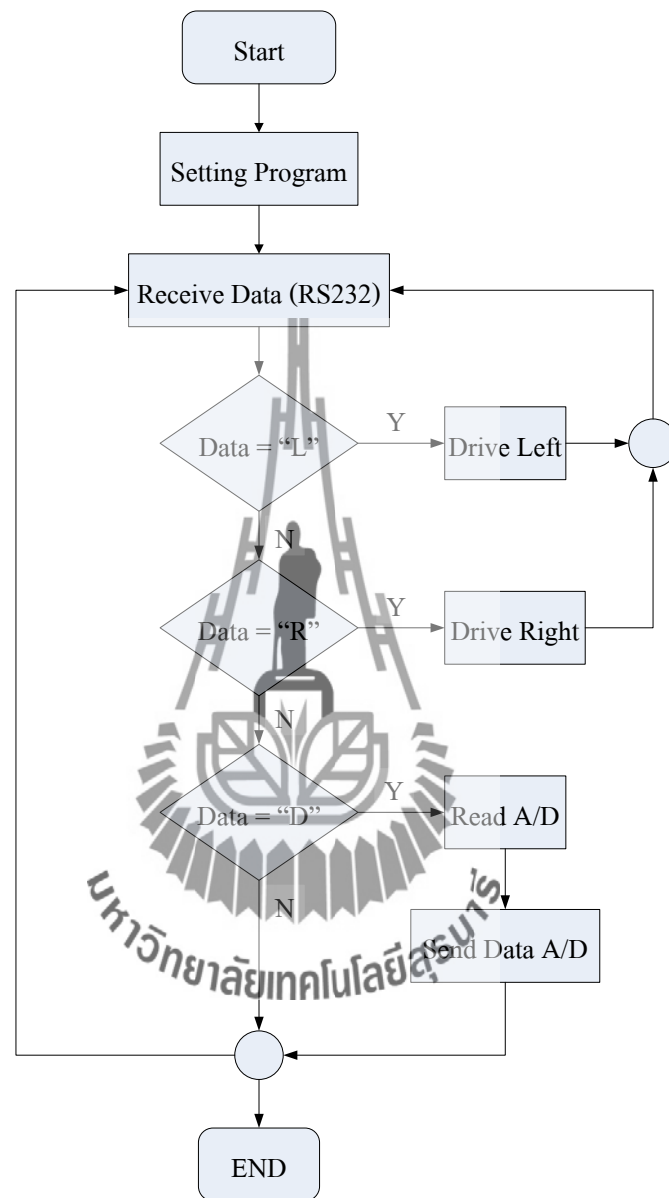 Start
Setting Program
Receive Data (RS232)
Data = “L”
Y
Drive Left
N
Data = “R”
Y
Drive Right
N
Data = “D”
Y
Read A/D
N
Send Data A/D
มหาวิทยาลัยเทคโนโลยีสุรนารี
END